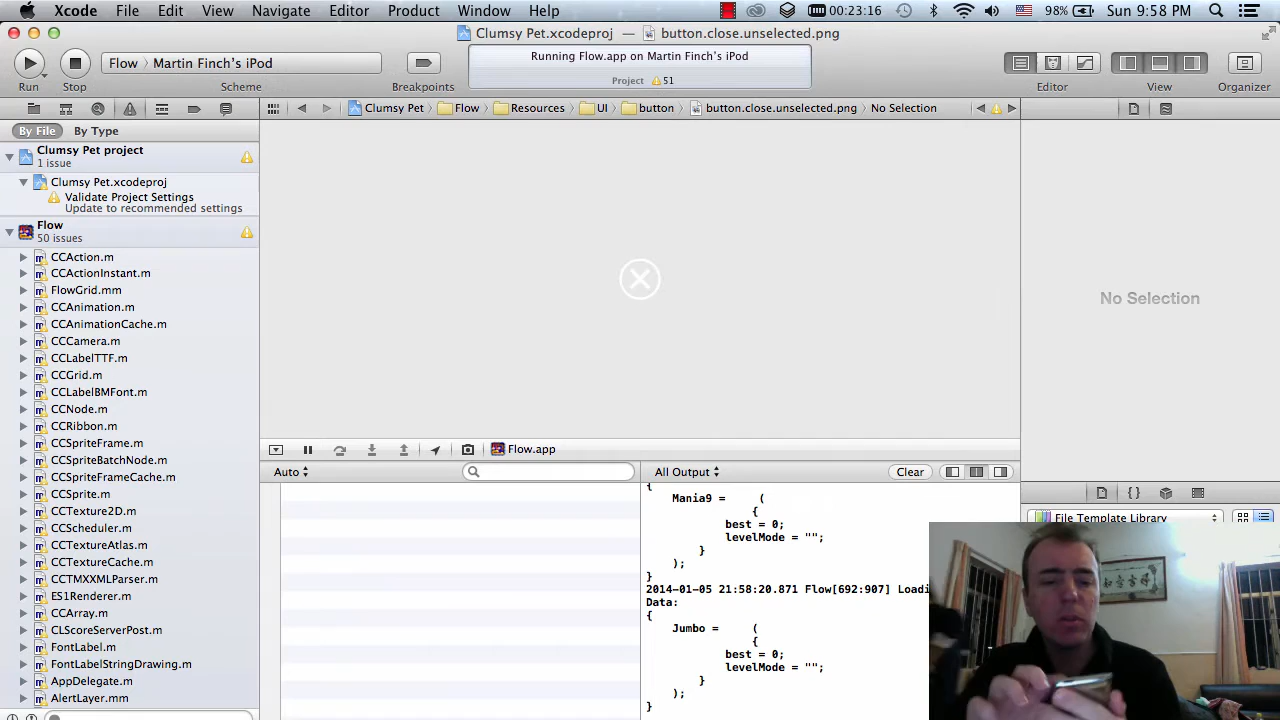 Xcode File Edit View Navigate Editor Product Window Help 00:23:16 98% Sun 9:58 PM
Clumsy Pet.xcodeproj — button.close.unselected.png
Flow 〉 Martin Finch's iPod
Running Flow.app on Martin Finch's iPod
Project 51
Run Stop Scheme Breakpoints Editor View Organizer
Clumsy Pet Flow Resources UI button button.close.unselected.png No Selection
By File By Type
Clumsy Pet project
1 issue
Clumsy Pet.xcodeproj
Validate Project Settings
Update to recommended settings
Flow
50 issues
CCAction.m
CCActionInstant.m
FlowGrid.mm
CCAnimation.m
CCAnimationCache.m
CCCamera.m
CCLabelTTF.m
CCGrid.m
CCLabelBMFont.m
CCNode.m
CCRibbon.m
CCSpriteFrame.m
CCSpriteBatchNode.m
CCSpriteFrameCache.m
CCSprite.m
CCTexture2D.m
CCScheduler.m
CCTextureAtlas.m
CCTextureCache.m
CCTMXXMLParser.m
ES1Renderer.m
CCArray.m
CLScoreServerPost.m
FontLabel.m
FontLabelStringDrawing.m
AppDelegate.m
AlertLayer.mm
No Selection
Flow.app
Auto
All Output
Clear
{
Mania9 = (
{
best = 0;
levelMode = "";
}
);
}
2014-01-05 21:58:20.871 Flow[692:907] Loadi
Data:
{
Jumbo = (
{
best = 0;
levelMode = "";
}
);
}
{ }
File Template Library